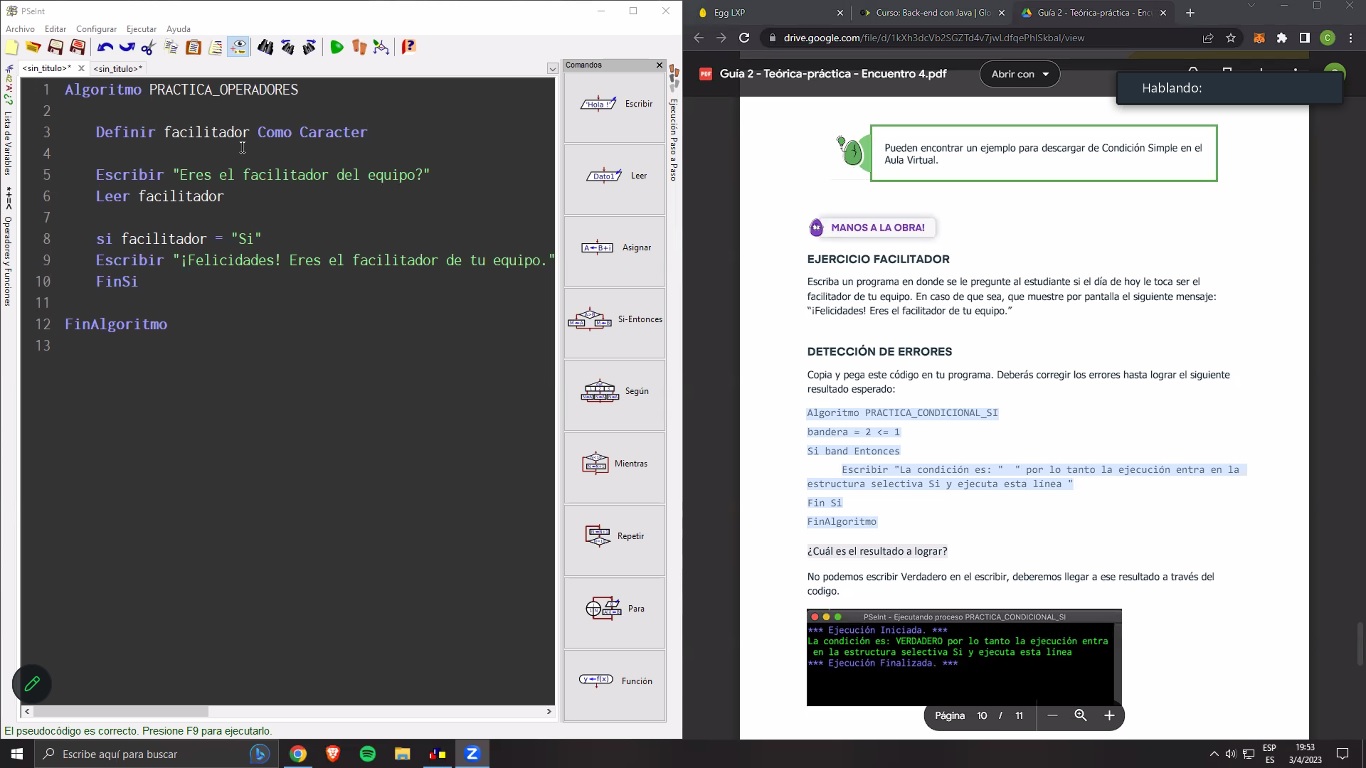 PSeInt
Archivo Editar Configurar Ejecutar Ayuda
<sin_titulo>* <sin_titulo>*
Lista de Variables
Operadores y Funciones
1 Algoritmo PRACTICA_OPERADORES
2
3 Definir facilitador Como Caracter
4
5 Escribir "Eres el facilitador del equipo?"
6 Leer facilitador
7
8 si facilitador = "Si"
9 Escribir "¡Felicidades! Eres el facilitador de tu equipo."
10 FinSi
11
12 FinAlgoritmo
13
Comandos
'Hola !' Escribir
Dato1 Leer
A←B+i Asignar
Si-Entonces
Según
Mientras
Repetir
Para
y←f(x) Función
Ejecución Paso a Paso
El pseudocódigo es correcto. Presione F9 para ejecutarlo.
Egg LXP
Curso: Back-end con Java | Glo
Guía 2 - Teórica-práctica - Encu
drive.google.com/file/d/1kXh3dcVb2SGZTd4v7jwLdfqePhISkbal/view
PDF Guía 2 - Teórica-práctica - Encuentro 4.pdf
Abrir con
Hablando:
Pueden encontrar un ejemplo para descargar de Condición Simple en el
Aula Virtual.
MANOS A LA OBRA!
EJERCICIO FACILITADOR
Escriba un programa en donde se le pregunte al estudiante si el día de hoy le toca ser el
facilitador de tu equipo. En caso de que sea, que muestre por pantalla el siguiente mensaje:
"¡Felicidades! Eres el facilitador de tu equipo."
DETECCIÓN DE ERRORES
Copia y pega este código en tu programa. Deberás corregir los errores hasta lograr el siguiente
resultado esperado:
Algoritmo PRACTICA_CONDICIONAL_SI
bandera = 2 <= 1
Si band Entonces
Escribir "La condición es: "  " por lo tanto la ejecución entra en la
estructura selectiva Si y ejecuta esta línea "
Fin Si
FinAlgoritmo
¿Cuál es el resultado a lograr?
No podemos escribir Verdadero en el escribir, deberemos llegar a ese resultado a través del
codigo.
PSeInt - Ejecutando proceso PRACTICA_CONDICIONAL_SI
*** Ejecución Iniciada. ***
La condición es: VERDADERO por lo tanto la ejecución entra
en la estructura selectiva Si y ejecuta esta línea
*** Ejecución Finalizada. ***
Página 10 / 11
Escribe aquí para buscar
ESP
ES
19:53
3/4/2023